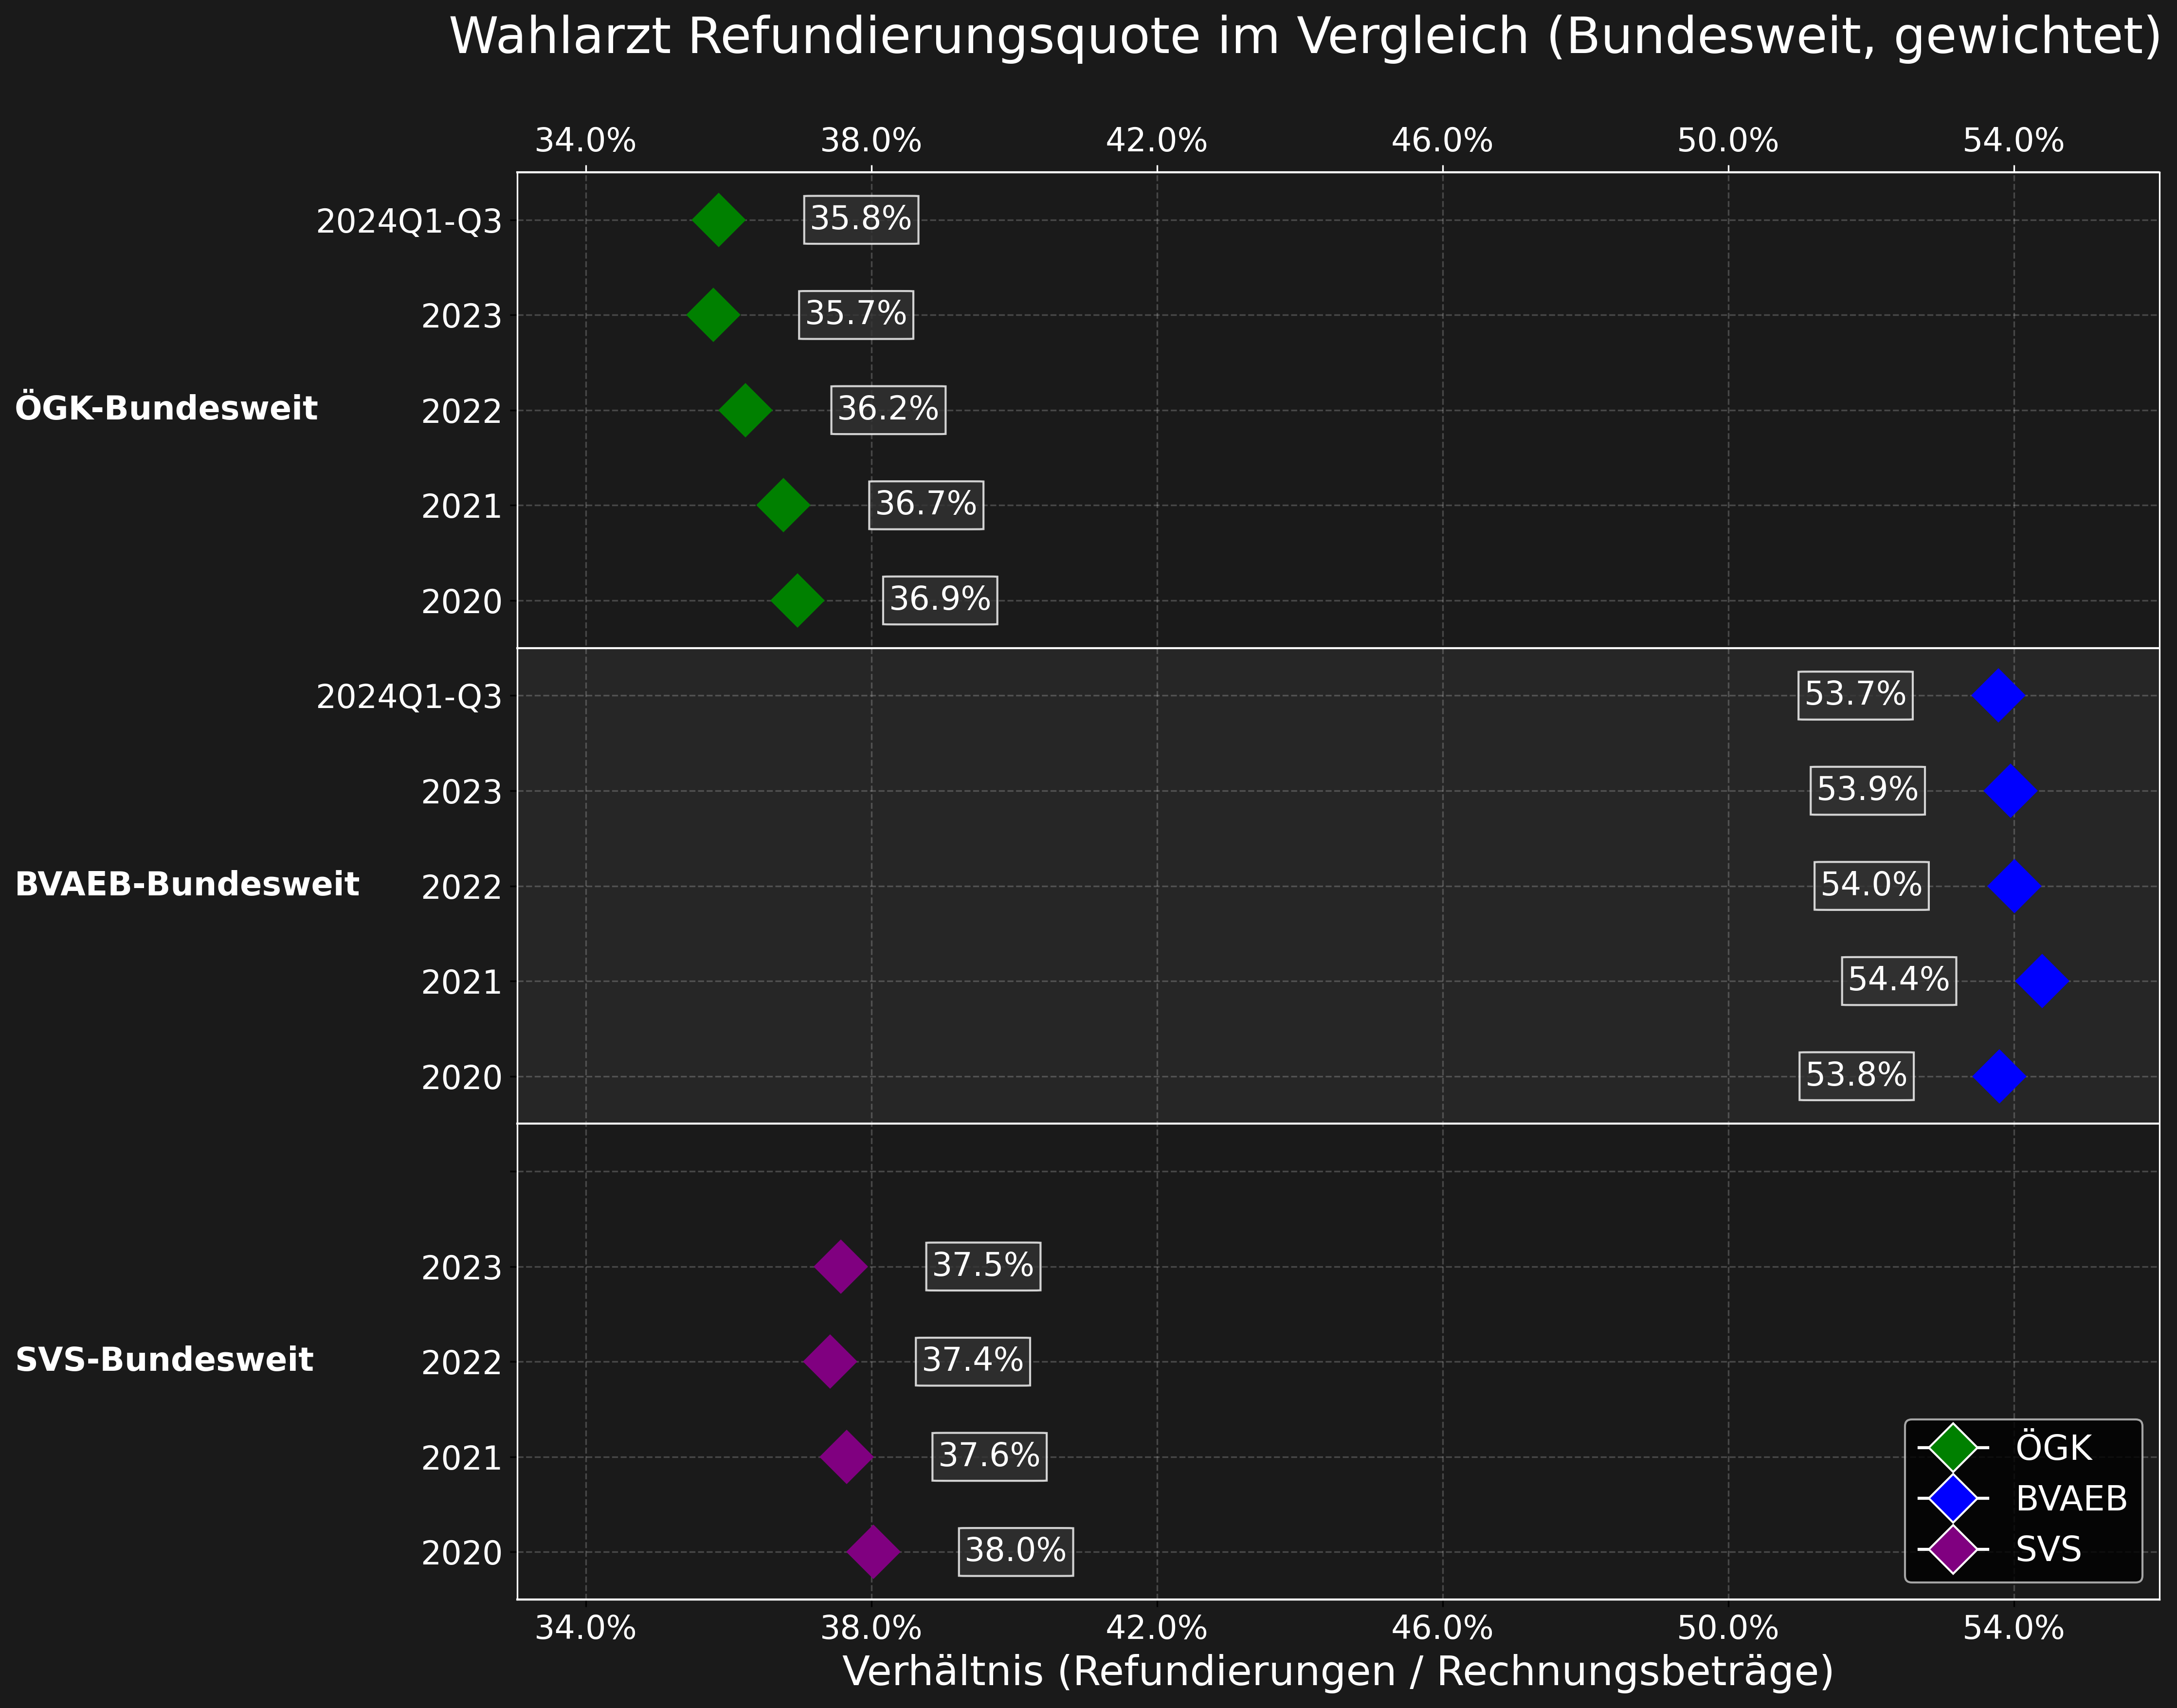 Wahlarzt Refundierungsquote im Vergleich (Bundesweit, gewichtet)
34.0% 38.0% 42.0% 46.0% 50.0% 54.0%
2024Q1-Q3 35.8%
2023 35.7%
ÖGK-Bundesweit 2022 36.2%
2021 36.7%
2020 36.9%
2024Q1-Q3 53.7%
2023 53.9%
BVAEB-Bundesweit 2022 54.0%
2021 54.4%
2020 53.8%
2023 37.5%
SVS-Bundesweit 2022 37.4%
2021 37.6%
2020 38.0%
ÖGK
BVAEB
SVS
34.0% 38.0% 42.0% 46.0% 50.0% 54.0%
Verhältnis (Refundierungen / Rechnungsbeträge)